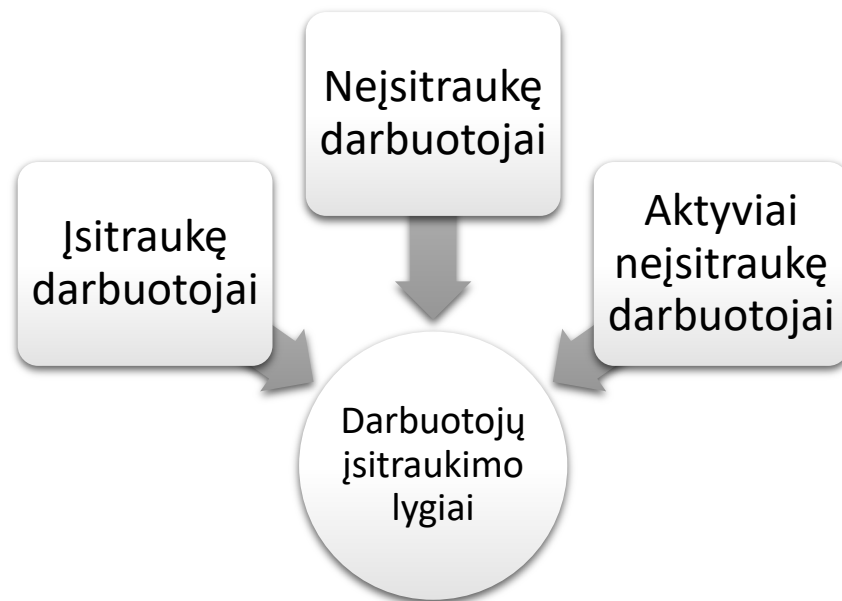 Neįsitraukę
darbuotojai
Įsitraukę
darbuotojai
Aktyviai
neįsitraukę
darbuotojai
Darbuotojų
įsitraukimo
lygiai